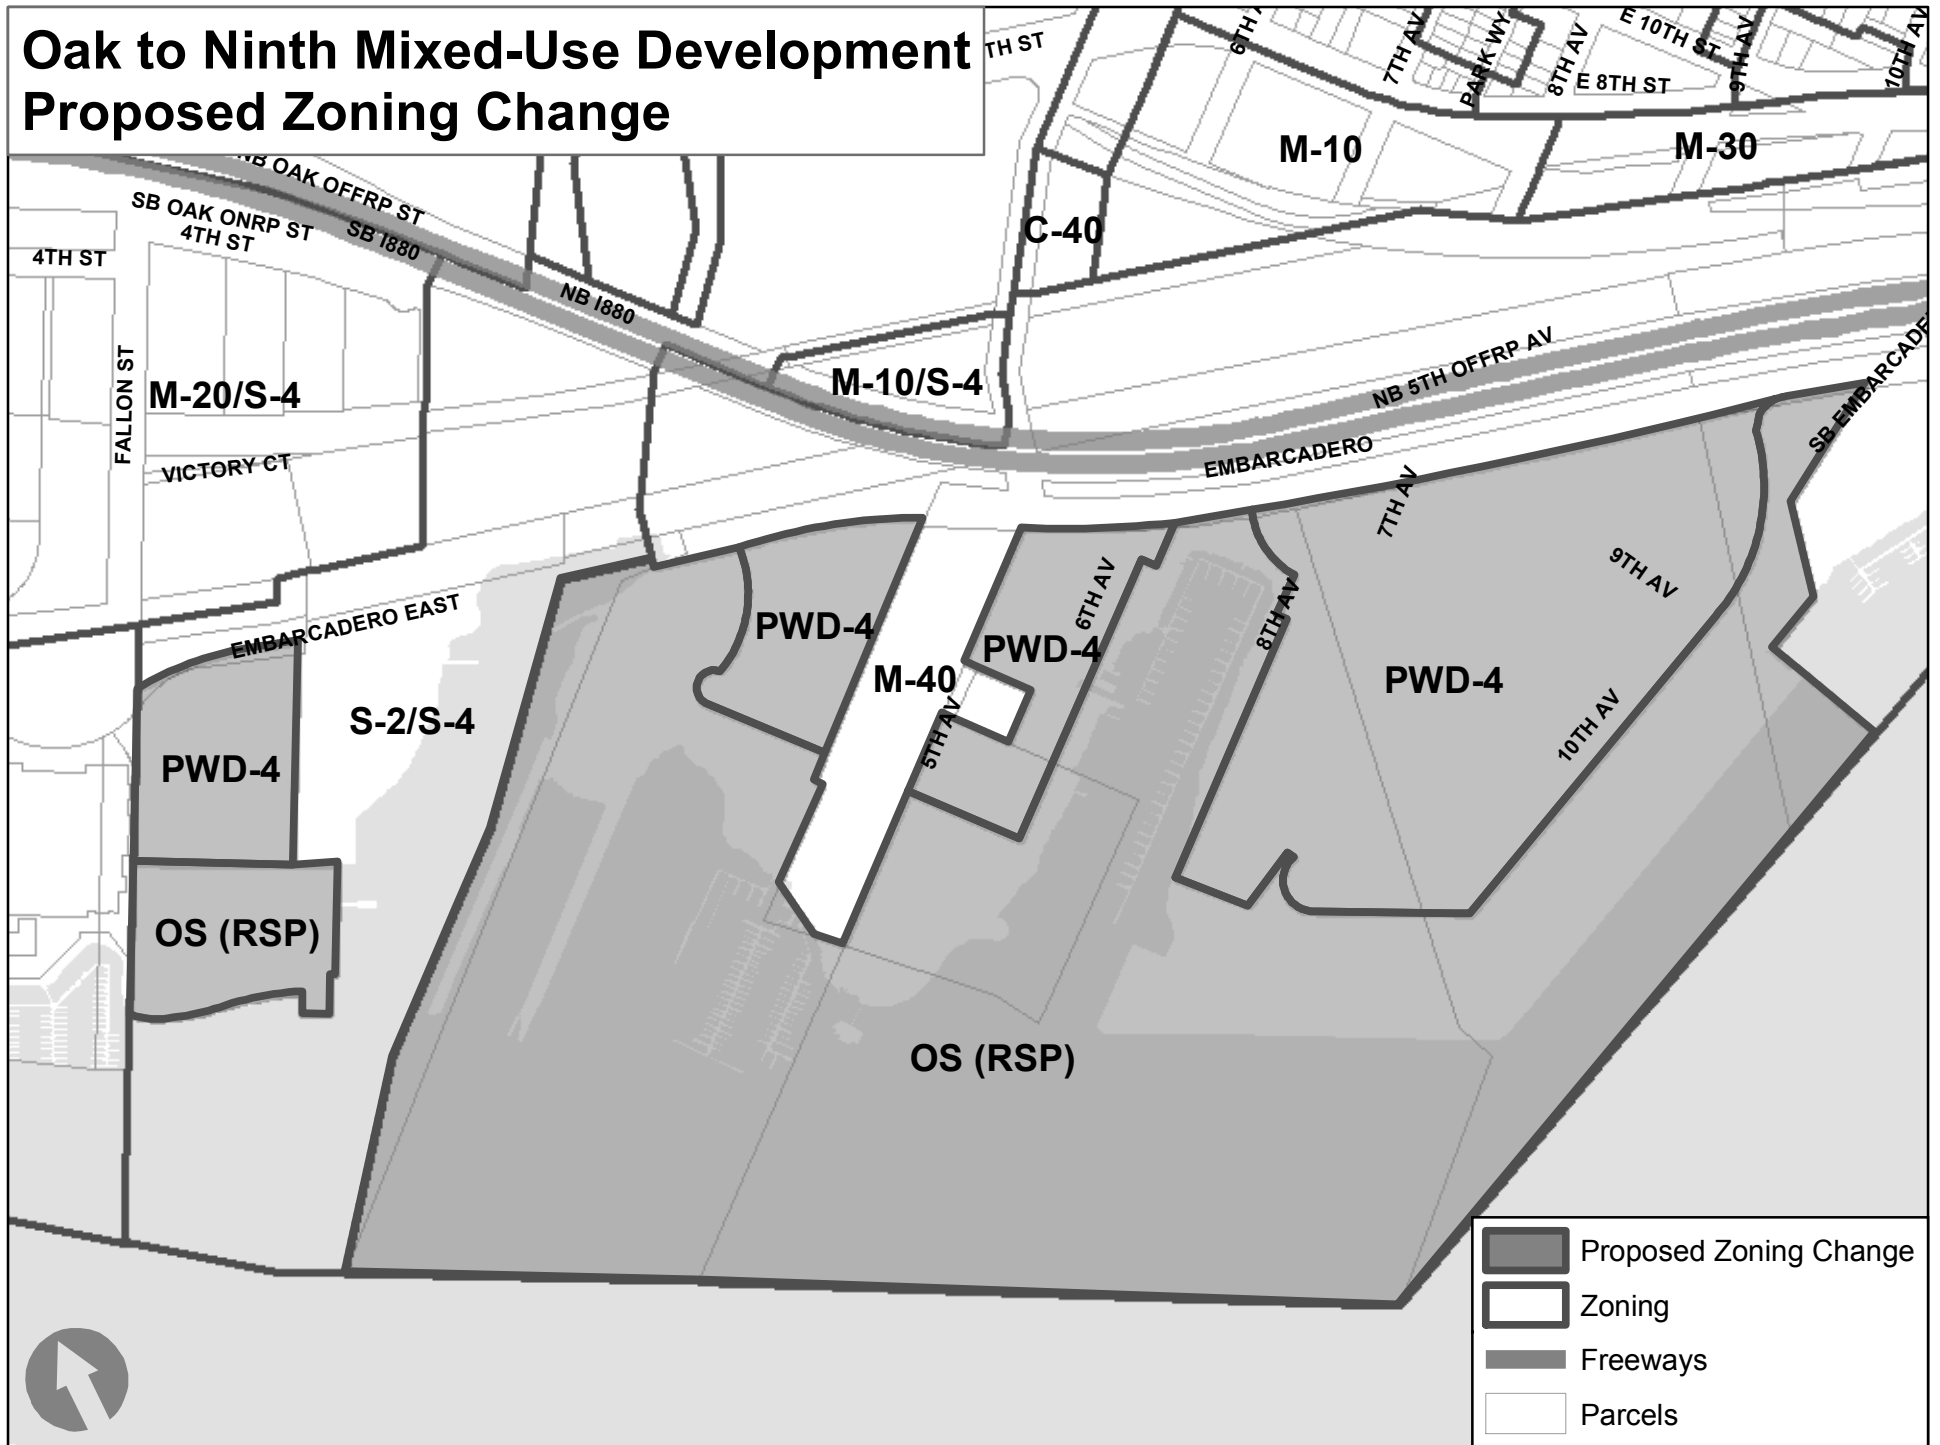 Oak to Ninth Mixed-Use Development
Proposed Zoning Change
TH ST
7TH AV
PARK WY
8TH AV
E 10TH ST
9TH AV
10TH AV
E 8TH ST
M-10
M-30
C-40
NB OAK OFFRP ST
SB OAK ONRP ST
4TH ST
SB I880
4TH ST
NB I880
FALLON ST
M-20/S-4
M-10/S-4
NB 5TH OFFRP AV
EMBARCADERO
VICTORY CT
7TH AV
9TH AV
6TH AV
8TH AV
EMBARCADERO EAST
PWD-4
PWD-4
M-40
PWD-4
5TH AV
10TH AV
S-2/S-4
PWD-4
OS (RSP)
OS (RSP)
Proposed Zoning Change
Zoning
Freeways
Parcels